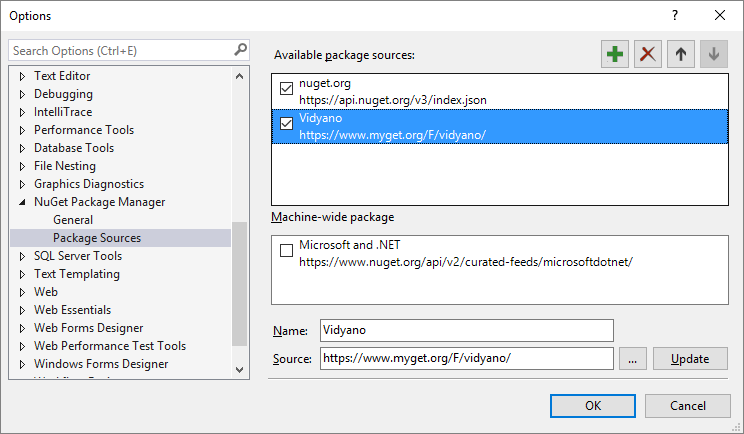 Options
?
Search Options (Ctrl+E)
Text Editor
Debugging
IntelliTrace
Performance Tools
Database Tools
File Nesting
Graphics Diagnostics
NuGet Package Manager
General
Package Sources
SQL Server Tools
Text Templating
Web
Web Essentials
Web Forms Designer
Web Performance Test Tools
Windows Forms Designer
Available package sources:
nuget.org
https://api.nuget.org/v3/index.json
Vidyano
https://www.myget.org/F/vidyano/
Machine-wide package
Microsoft and .NET
https://www.nuget.org/api/v2/curated-feeds/microsoftdotnet/
Name: Vidyano
Source: https://www.myget.org/F/vidyano/ ... Update
OK Cancel